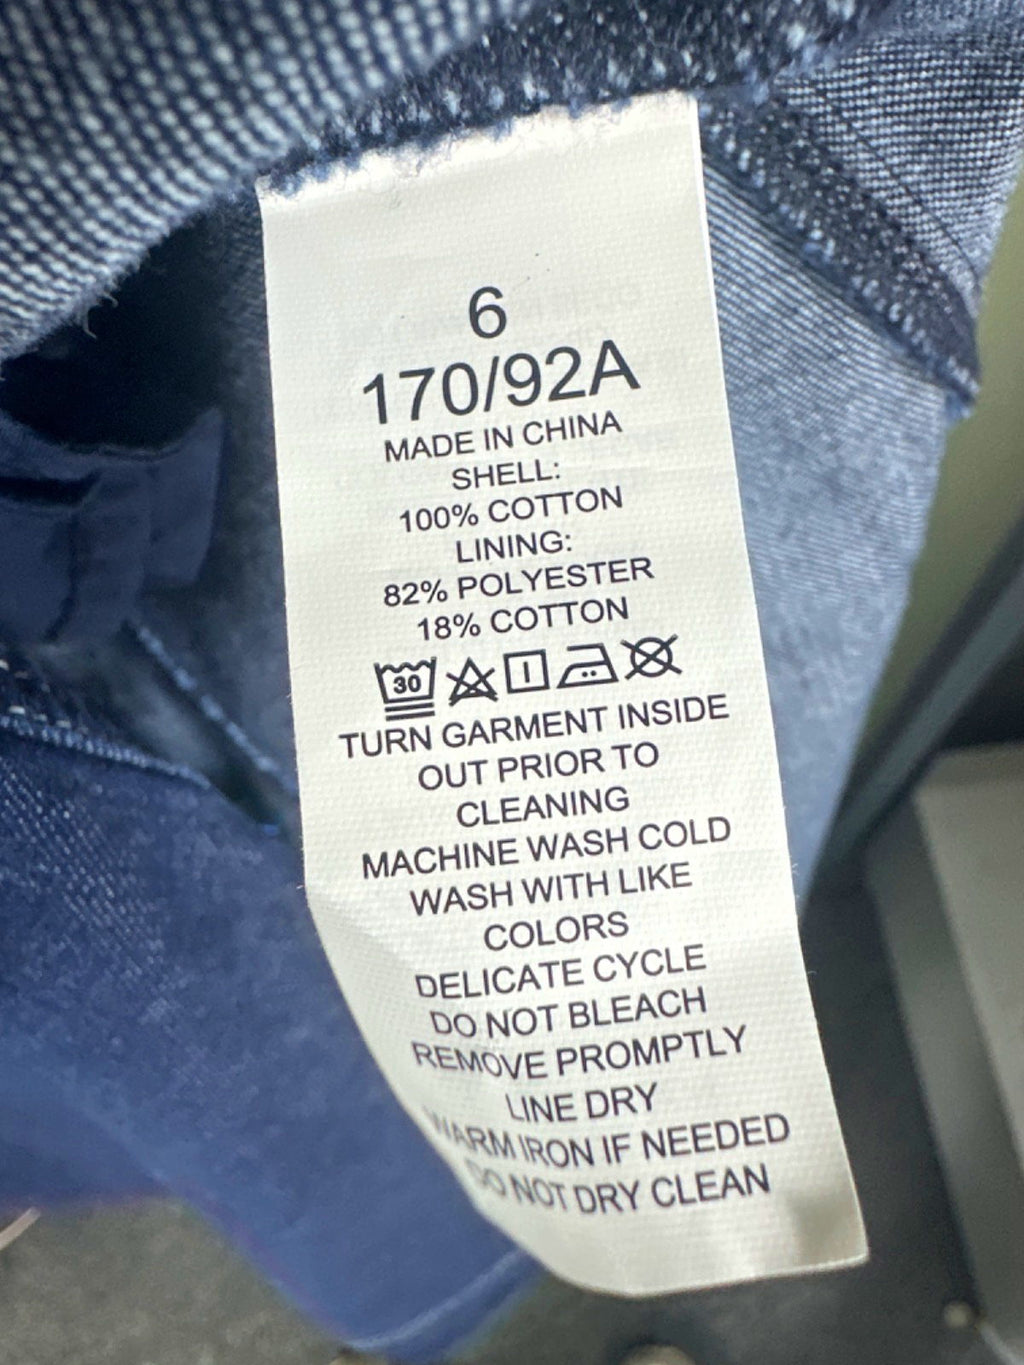 6
170/92A
MADE IN CHINA
SHELL:
100% COTTON
LINING:
82% POLYESTER
18% COTTON
30
TURN GARMENT INSIDE
OUT PRIOR TO
CLEANING
MACHINE WASH COLD
WASH WITH LIKE
COLORS
DELICATE CYCLE
DO NOT BLEACH
REMOVE PROMPTLY
LINE DRY
WARM IRON IF NEEDED
DO NOT DRY CLEAN